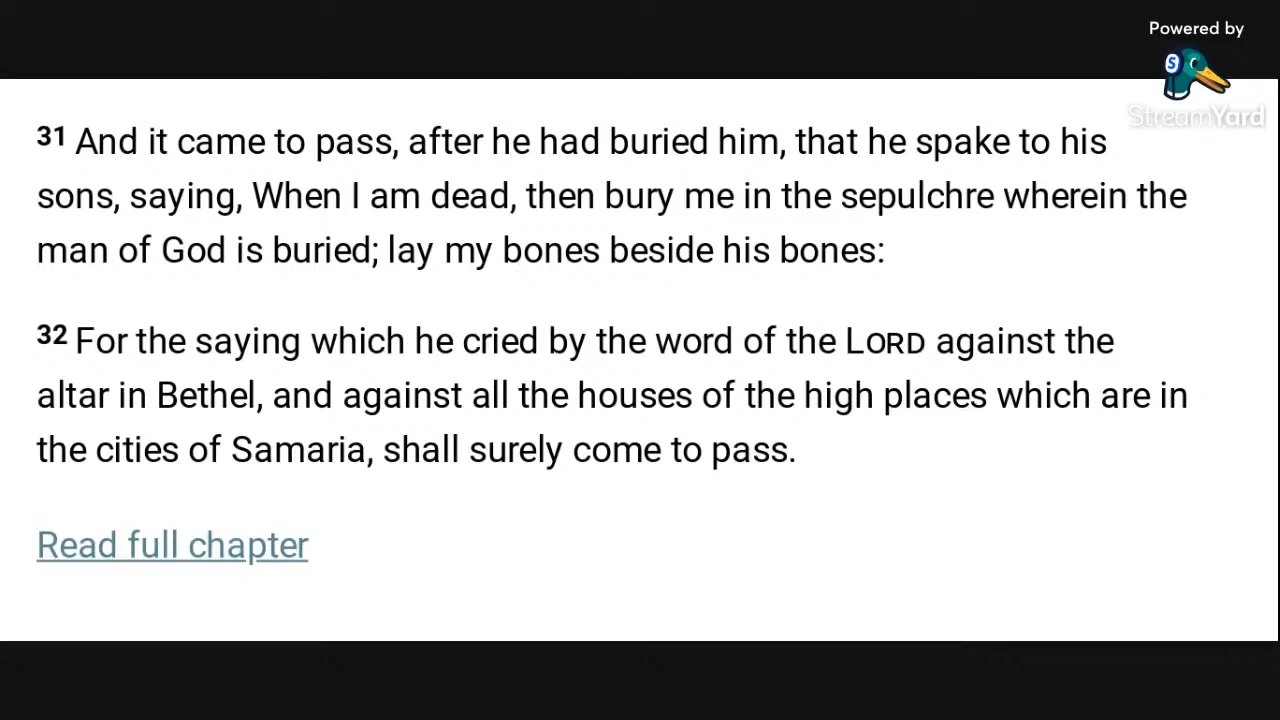 Powered by
S
StreamYard
31 And it came to pass, after he had buried him, that he spake to his
sons, saying, When I am dead, then bury me in the sepulchre wherein the
man of God is buried; lay my bones beside his bones:
32 For the saying which he cried by the word of the LORD against the
altar in Bethel, and against all the houses of the high places which are in
the cities of Samaria, shall surely come to pass.
Read full chapter